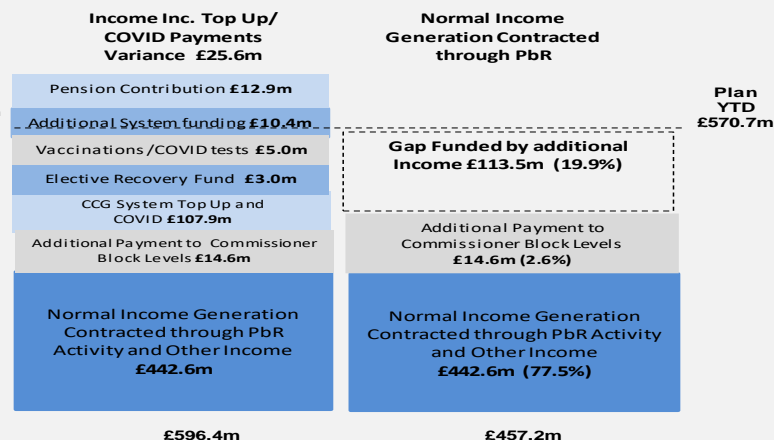 Income Inc. Top Up/
COVID Payments
Variance £25.6m
Normal Income
Generation Contracted
through PbR
Pension Contribution £12.9m
Additional System funding £10.4m
Vaccinations /COVID tests £5.0m
Elective Recovery Fund £3.0m
CCG System Top Up and
COVID £107.9m
Additional Payment to Commissioner
Block Levels £14.6m
Normal Income Generation
Contracted through PbR
Activity and Other Income
£442.6m
£596.4m
Gap Funded by additional
Income £113.5m (19.9%)
Additional Payment to
Commissioner Block Levels
£14.6m (2.6%)
Normal Income Generation
Contracted through PbR Activity
and Other Income
£442.6m (77.5%)
£457.2m
Plan
YTD
£570.7m